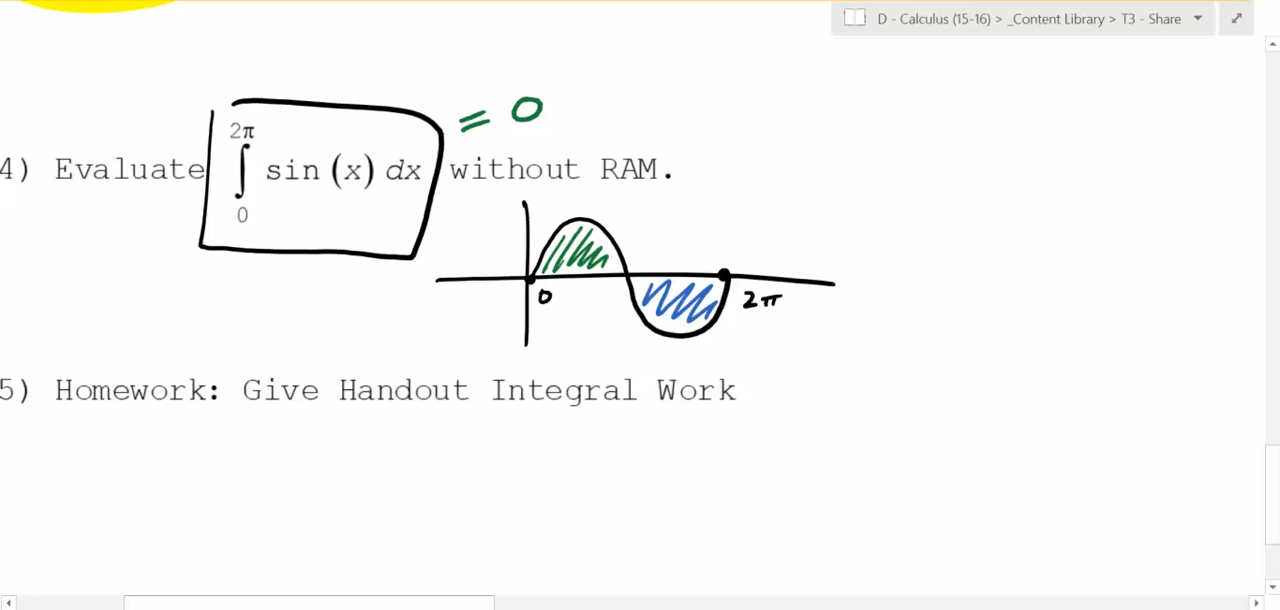 D - Calculus (15-16) > _Content Library > T3 - Share
4) Evaluate ∫₀^2π sin (x) dx without RAM.
= 0
0
2π
5) Homework: Give Handout Integral Work